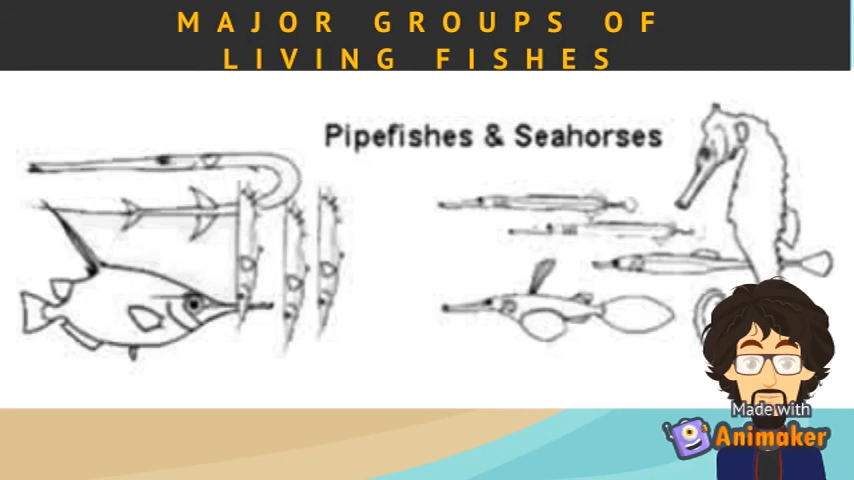 MAJOR GROUPS OF
LIVING FISHES
Pipefishes & Seahorses
Made with
Animaker